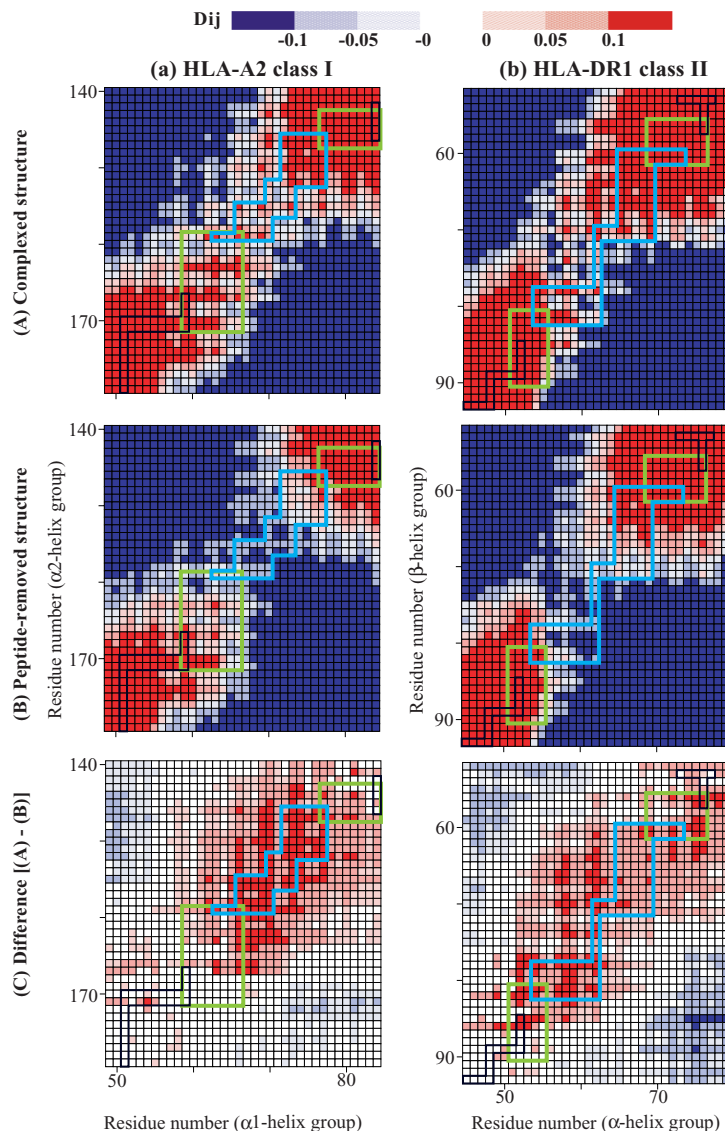 Dij
-0.1 -0.05 -0 0 0.05 0.1
(a) HLA-A2 class I (b) HLA-DR1 class II
(A) Complexed structure
140
150
170
60
90
(B) Peptide-removed structure
Residue number (α2-helix group)
140
170
Residue number (β-helix group)
60
90
(C) Difference [(A) - (B)]
140
170
60
90
50 80 50 70
Residue number (α1-helix group) Residue number (α-helix group)